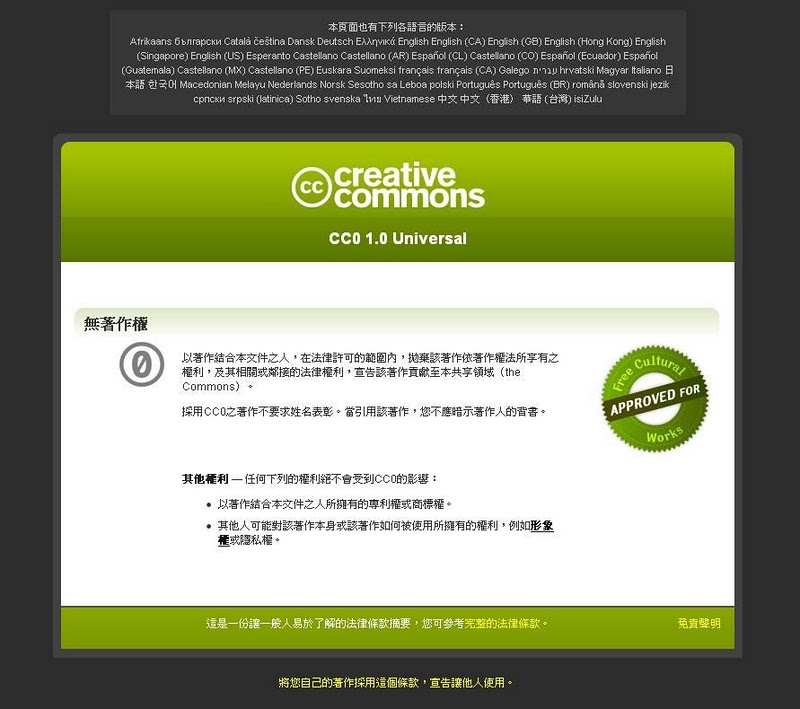 本頁面也有下列各語言的版本：
Afrikaans български Català čeština Dansk Deutsch Ελληνικά English English (CA) English (GB) English (Hong Kong) English
(Singapore) English (US) Esperanto Castellano Castellano (AR) Español (CL) Castellano (CO) Español (Ecuador) Español
(Guatemala) Castellano (MX) Castellano (PE) Euskara Suomeksi français français (CA) Galego עברית hrvatski Magyar Italiano 日
本語 한국어 Macedonian Melayu Nederlands Norsk Sesotho sa Leboa polski Português Português (BR) română slovenski jezik
српски srpski (latinica) Sotho svenska ไทย Vietnamese 中文 中文（香港） 華語 (台灣) isiZulu
cc creative
commons
CC0 1.0 Universal
無著作權
0
以著作結合本文件之人，在法律許可的範圍內，拋棄該著作依著作權法所享有之
權利，及其相關或鄰接的法律權利，宣告該著作貢獻至本共享領域（the
Commons）。
採用CC0之著作不要求姓名表彰。當引用該著作，您不應暗示著作人的背書。
Free Cultural
APPROVED FOR
Works
其他權利 — 任何下列的權利絕不會受到CC0的影響：
• 以著作結合本文件之人所擁有的專利權或商標權。
• 其他人可能對該著作本身或該著作如何被使用所擁有的權利，例如形象
權或隱私權。
這是一份讓一般人易於了解的法律條款摘要，您可參考完整的法律條款。
免責聲明
將您自己的著作採用這個條款，宣告讓他人使用。